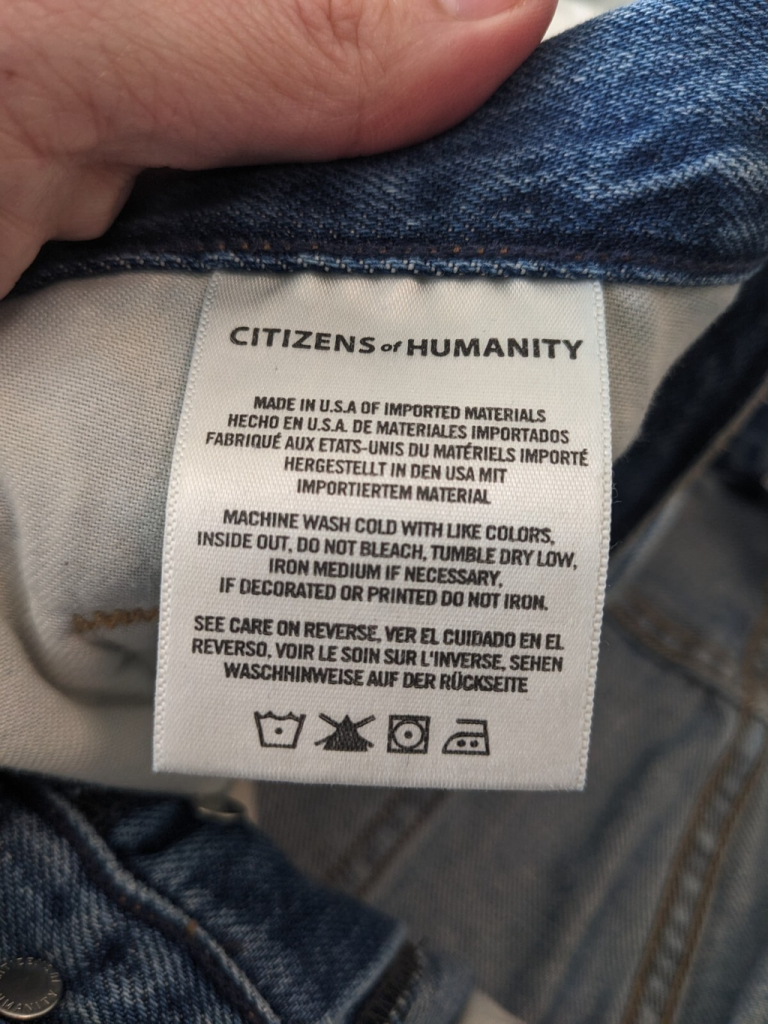 CITIZENS of HUMANITY
MADE IN U.S.A OF IMPORTED MATERIALS
HECHO EN U.S.A. DE MATERIALES IMPORTADOS
FABRIQUÉ AUX ETATS-UNIS DU MATÉRIELS IMPORTÉ
HERGESTELLT IN DEN USA MIT
IMPORTIERTEM MATERIAL
MACHINE WASH COLD WITH LIKE COLORS,
INSIDE OUT, DO NOT BLEACH, TUMBLE DRY LOW,
IRON MEDIUM IF NECESSARY,
IF DECORATED OR PRINTED DO NOT IRON.
SEE CARE ON REVERSE, VER EL CUIDADO EN EL
REVERSO, VOIR LE SOIN SUR L'INVERSE, SEHEN
WASCHHINWEISE AUF DER RÜCKSEITE